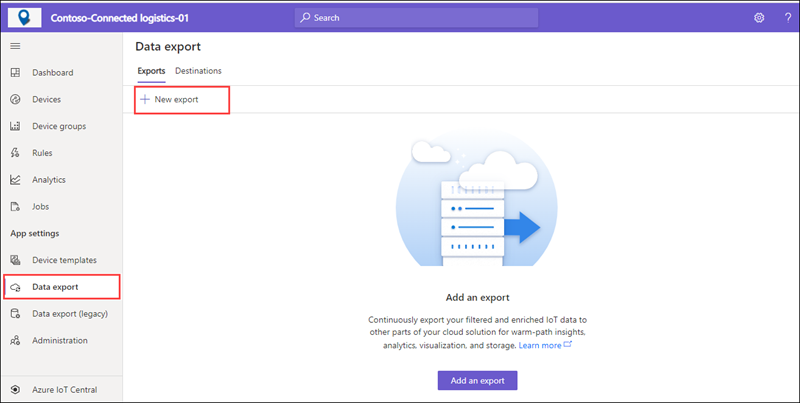 Contoso-Connected logistics-01
Search
?
Dashboard
Devices
Device groups
Rules
Analytics
Jobs
App settings
Device templates
Data export
Data export (legacy)
Administration
Azure IoT Central
Data export
Exports Destinations
New export
Add an export
Continuously export your filtered and enriched IoT data to
other parts of your cloud solution for warm-path insights,
analytics, visualization, and storage. Learn more
Add an export